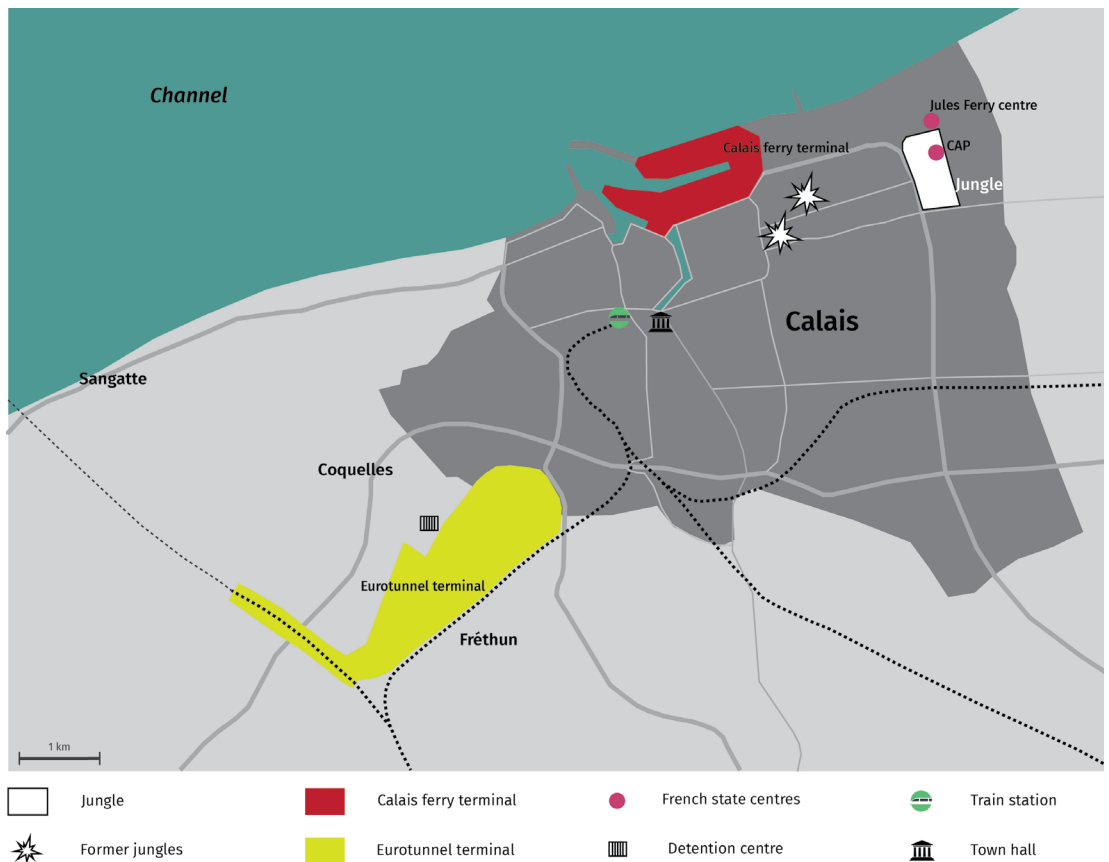 Channel
Jules Ferry centre
Calais ferry terminal
CAP
Jungle
Calais
Sangatte
Coquelles
Eurotunnel terminal
Fréthun
1 km
Jungle
Calais ferry terminal
French state centres
Train station
Former jungles
Eurotunnel terminal
Detention centre
Town hall